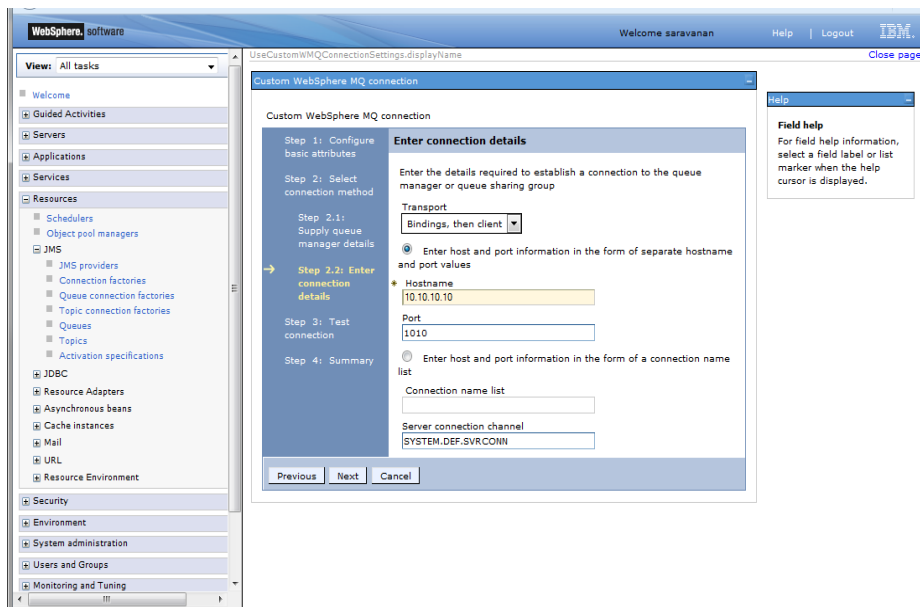 WebSphere. software
Welcome saravanan
Help | Logout
IBM.
View: All tasks
UseCustomWMQConnectionSettings.displayName
Close page
Welcome
Guided Activities
Servers
Applications
Services
Resources
Schedulers
Object pool managers
JMS
JMS providers
Connection factories
Queue connection factories
Topic connection factories
Queues
Topics
Activation specifications
JDBC
Resource Adapters
Asynchronous beans
Cache instances
Mail
URL
Resource Environment
Security
Environment
System administration
Users and Groups
Monitoring and Tuning
Custom WebSphere MQ connection
Custom WebSphere MQ connection
Step 1: Configure
basic attributes
Step 2: Select
connection method
Step 2.1:
Supply queue
manager details
Step 2.2: Enter
connection
details
Step 3: Test
connection
Step 4: Summary
Enter connection details
Enter the details required to establish a connection to the queue
manager or queue sharing group
Transport
Bindings, then client
Enter host and port information in the form of separate hostname
and port values
Hostname
10.10.10.10
Port
1010
Enter host and port information in the form of a connection name
list
Connection name list
Server connection channel
SYSTEM.DEF.SVRCONN
Previous
Next
Cancel
Help
Field help
For field help information,
select a field label or list
marker when the help
cursor is displayed.